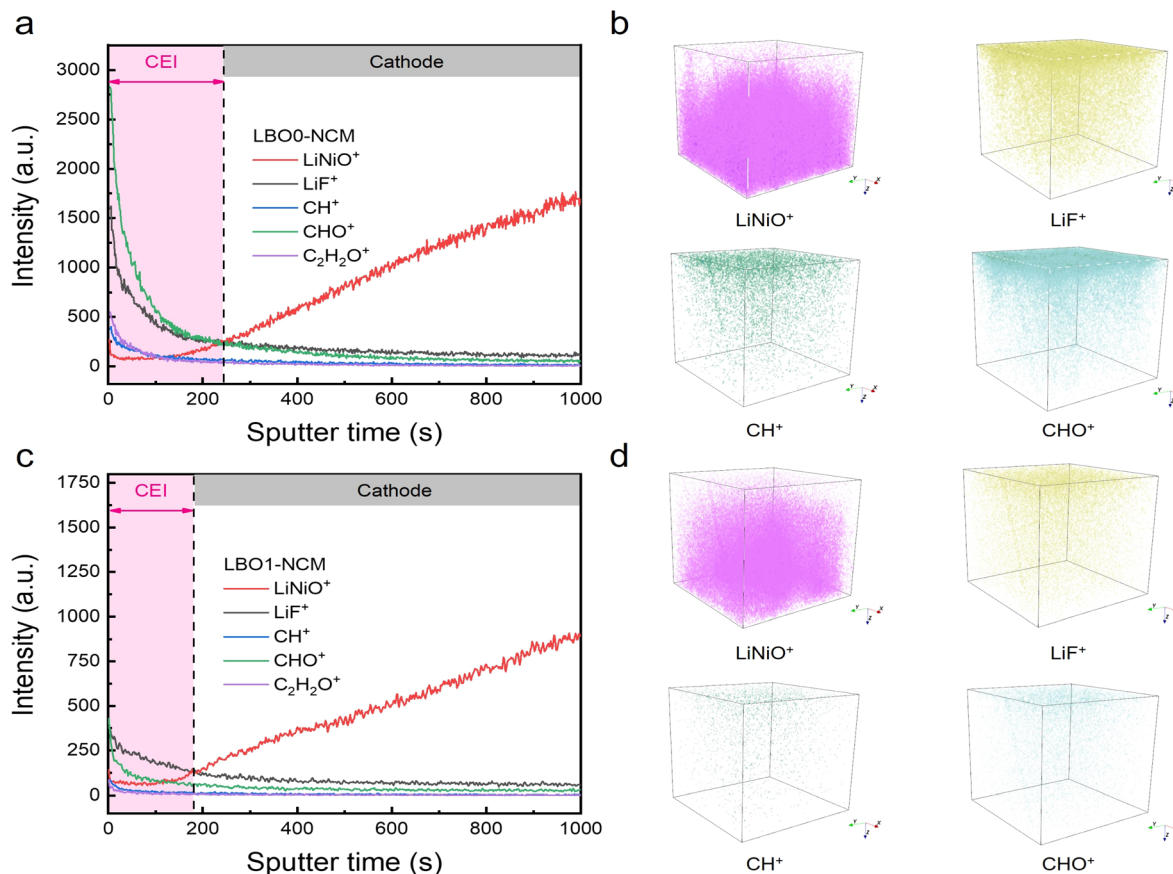 a
CEI
Cathode
3000
2500
2000
1500
1000
500
0
Intensity (a.u.)
LBO0-NCM
LiNiO⁺
LiF⁺
CH⁺
CHO⁺
C₂H₂O⁺
0 200 400 600 800 1000
Sputter time (s)
b
LiNiO⁺
LiF⁺
CH⁺
CHO⁺
c
CEI
Cathode
1750
1500
1250
1000
750
500
250
0
Intensity (a.u.)
LBO1-NCM
LiNiO⁺
LiF⁺
CH⁺
CHO⁺
C₂H₂O⁺
0 200 400 600 800 1000
Sputter time (s)
d
LiNiO⁺
LiF⁺
CH⁺
CHO⁺